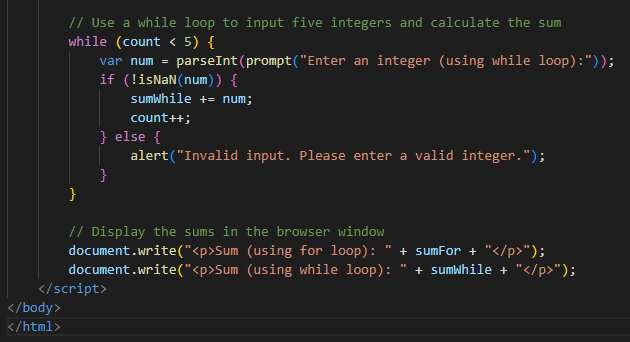 // Use a while loop to input five integers and calculate the sum
while (count < 5) {
var num = parseInt(prompt("Enter an integer (using while loop):"));
if (!isNaN(num)) {
sumWhile += num;
count++;
} else {
alert("Invalid input. Please enter a valid integer.");
}
}
// Display the sums in the browser window
document.write("<p>Sum (using for loop): " + sumFor + "</p>");
document.write("<p>Sum (using while loop): " + sumWhile + "</p>");
</script>
</body>
</html>